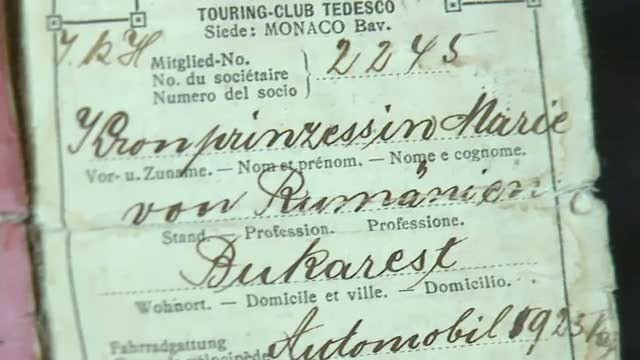 TOURING-CLUB TEDESCO
Siede: MONACO Bav.
I k H
Mitglied-No.
No. du sociétaire
Numero del socio
2245
Kronprinzessin Marie
Vor- u. Zuname. — Nom et prénom. — Nome e cognome.
von Rumänien
Stand. — Profession. Professione.
Bukarest
Wohnort. — Domicile et ville. — Domicilio.
Fahrradgattung
Automobil